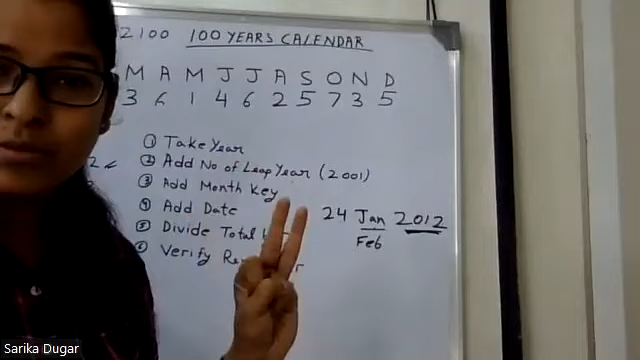 2100 100 YEARS CALENDAR
M A M J J A S O N D
3 6 1 4 6 2 5 7 3 5
① Take Year
② Add No of Leap Year (2001)
③ Add Month Key
④ Add Date
24 Jan 2012
Feb
⑤ Divide Total
⑥ Verify
Sarika Dugar